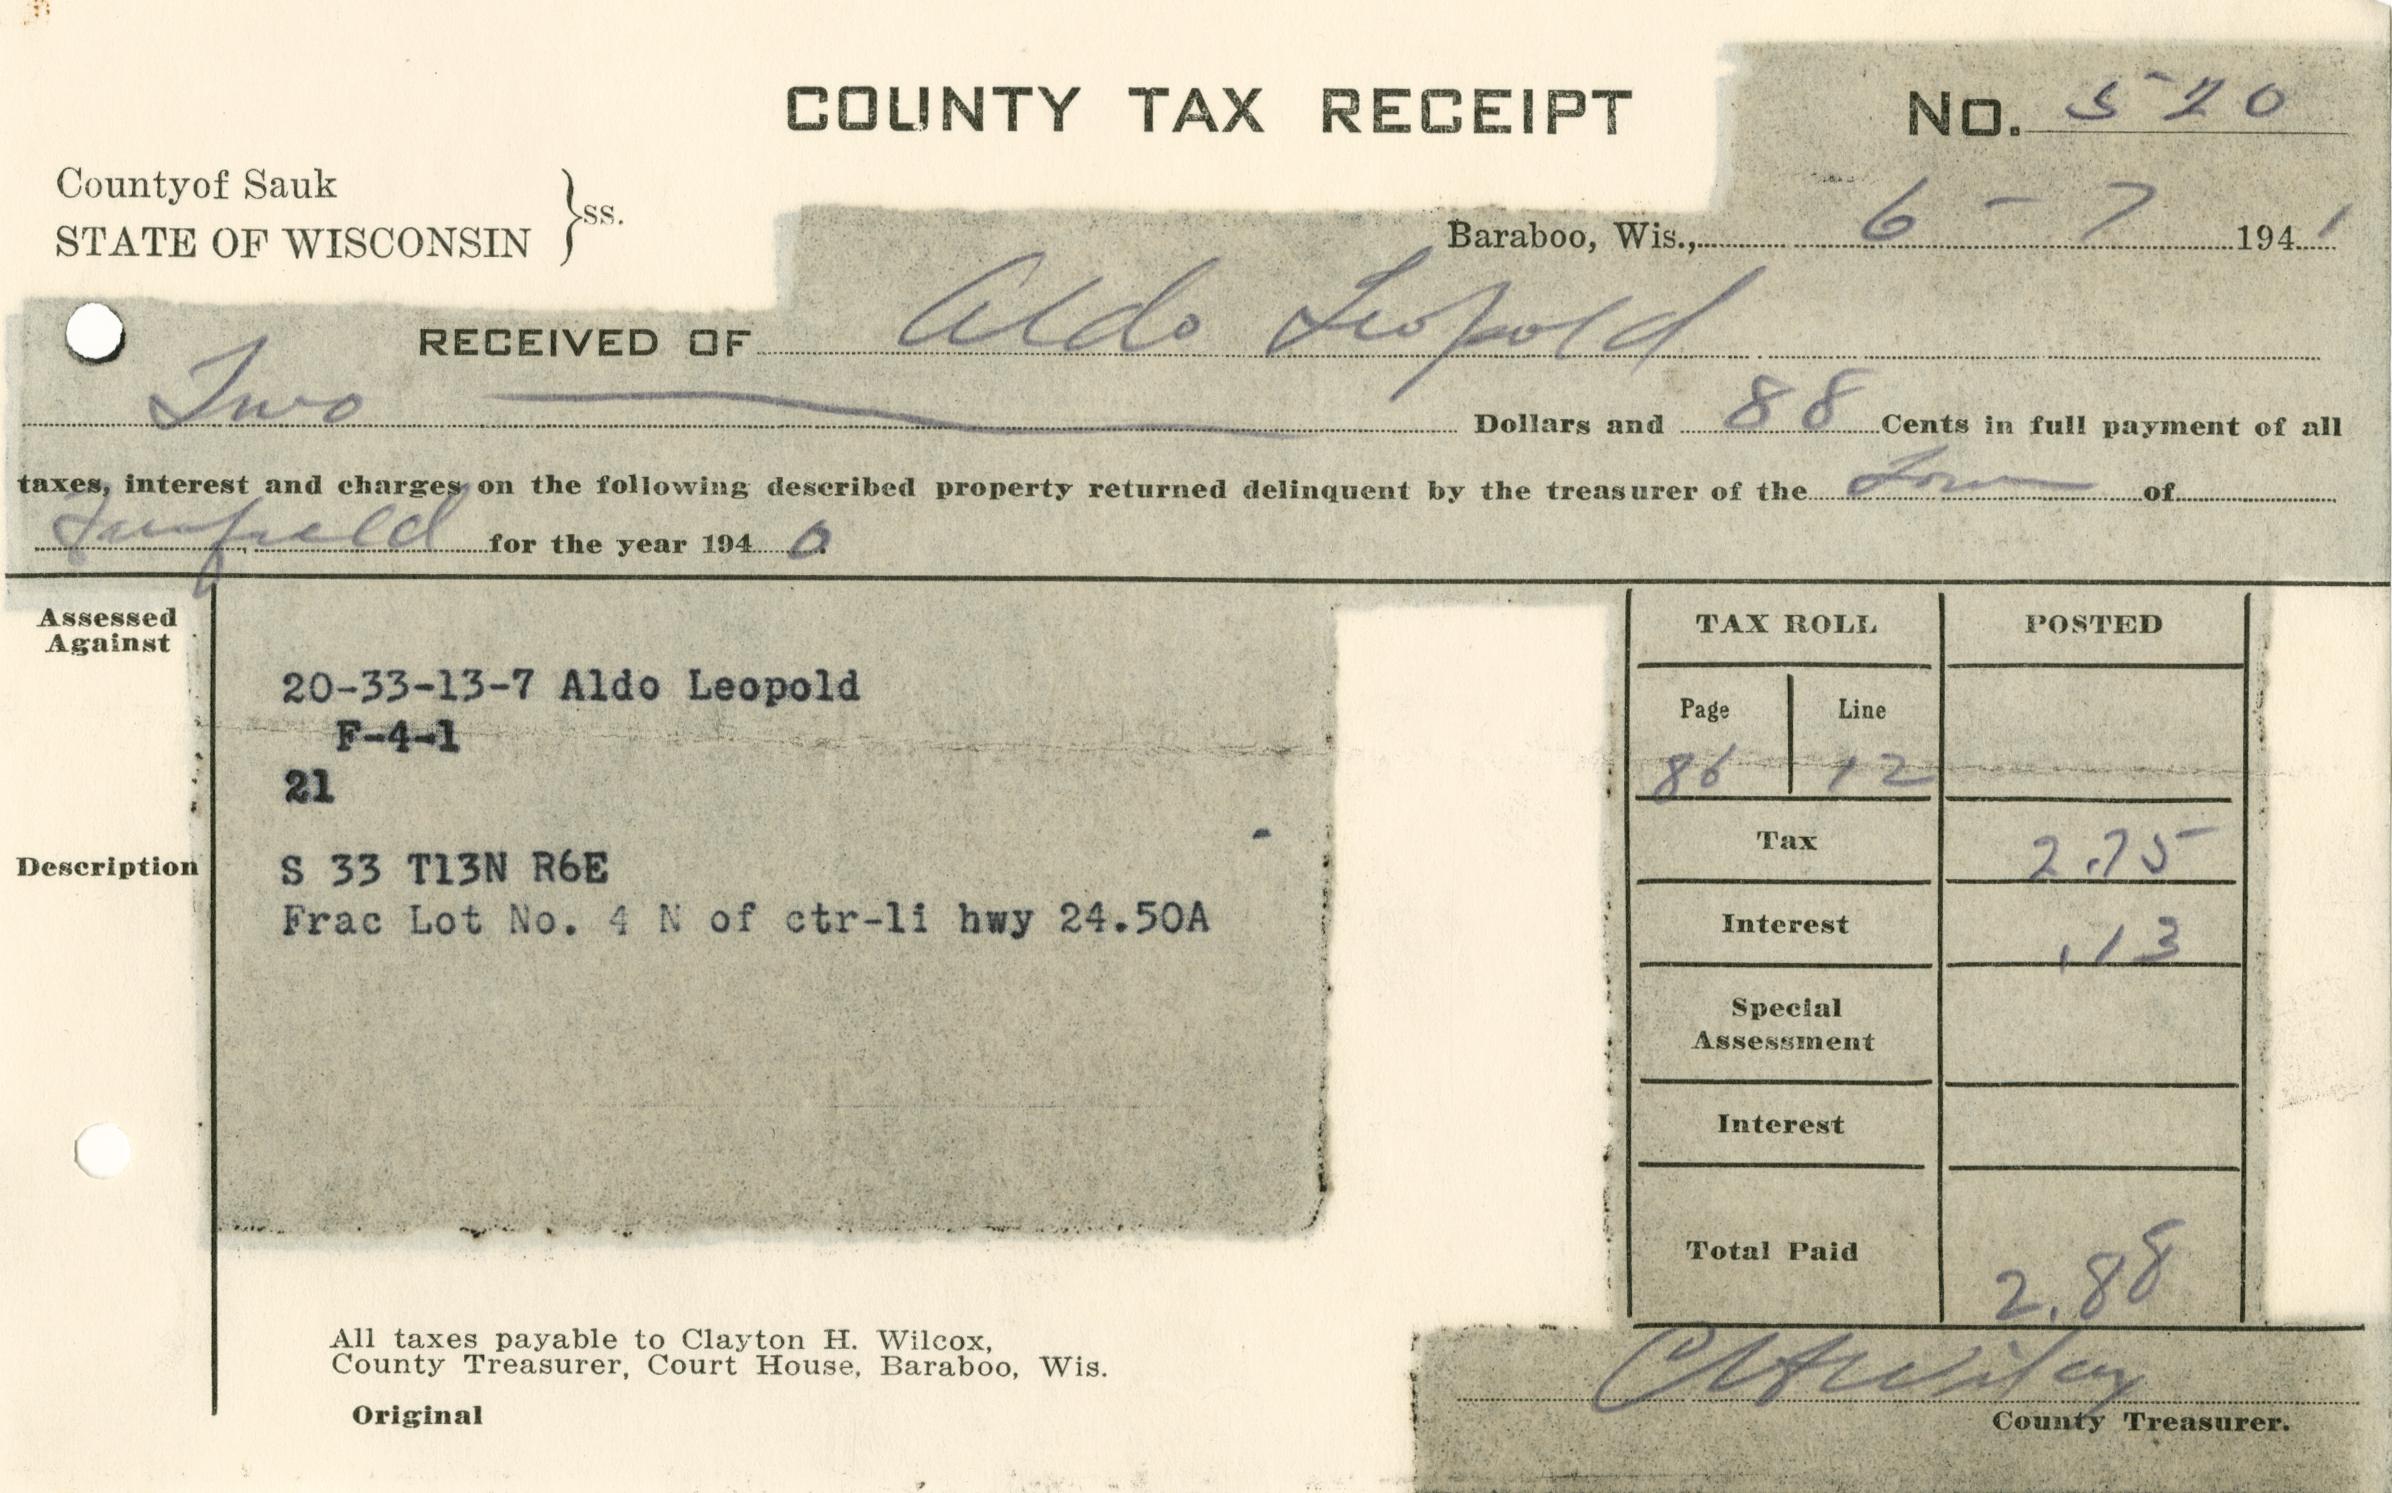 COUNTY TAX RECEIPT
No. 520
Countyof Sauk
STATE OF WISCONSIN } ss.
Baraboo, Wis., 6-7 1941
RECEIVED OF Aldo Leopold
Two Dollars and 88 Cents in full payment of all
taxes, interest and charges on the following described property returned delinquent by the treasurer of the Town of
Fairfield for the year 1940.
Assessed
Against
20-33-13-7 Aldo Leopold
F-4-1
21
Description
S 33 T13N R6E
Frac Lot No. 4 N of ctr-li hwy 24.50A
TAX ROLL POSTED
Page Line
86 12
Tax 2.75
Interest .13
Special
Assessment
Interest
Total Paid 2.88
All taxes payable to Clayton H. Wilcox,
County Treasurer, Court House, Baraboo, Wis.
Original
CHWilcox
County Treasurer.